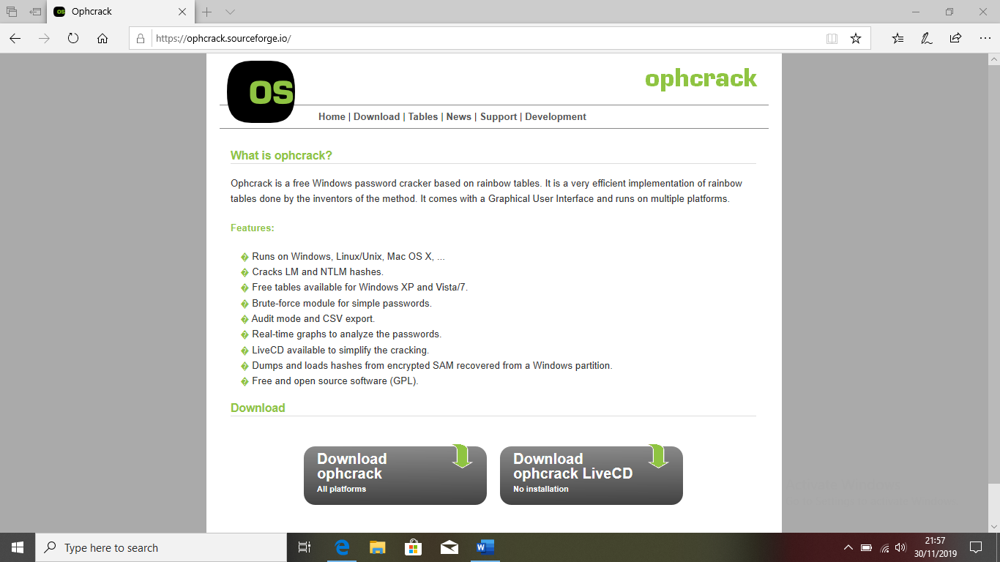 Ophcrack
https://ophcrack.sourceforge.io/
OS
ophcrack
Home | Download | Tables | News | Support | Development
What is ophcrack?
Ophcrack is a free Windows password cracker based on rainbow tables. It is a very efficient implementation of rainbow
tables done by the inventors of the method. It comes with a Graphical User Interface and runs on multiple platforms.
Features:
Runs on Windows, Linux/Unix, Mac OS X, ...
Cracks LM and NTLM hashes.
Free tables available for Windows XP and Vista/7.
Brute-force module for simple passwords.
Audit mode and CSV export.
Real-time graphs to analyze the passwords.
LiveCD available to simplify the cracking.
Dumps and loads hashes from encrypted SAM recovered from a Windows partition.
Free and open source software (GPL).
Download
Download
ophcrack
All platforms
Download
ophcrack LiveCD
No installation
Type here to search
21:57
30/11/2019